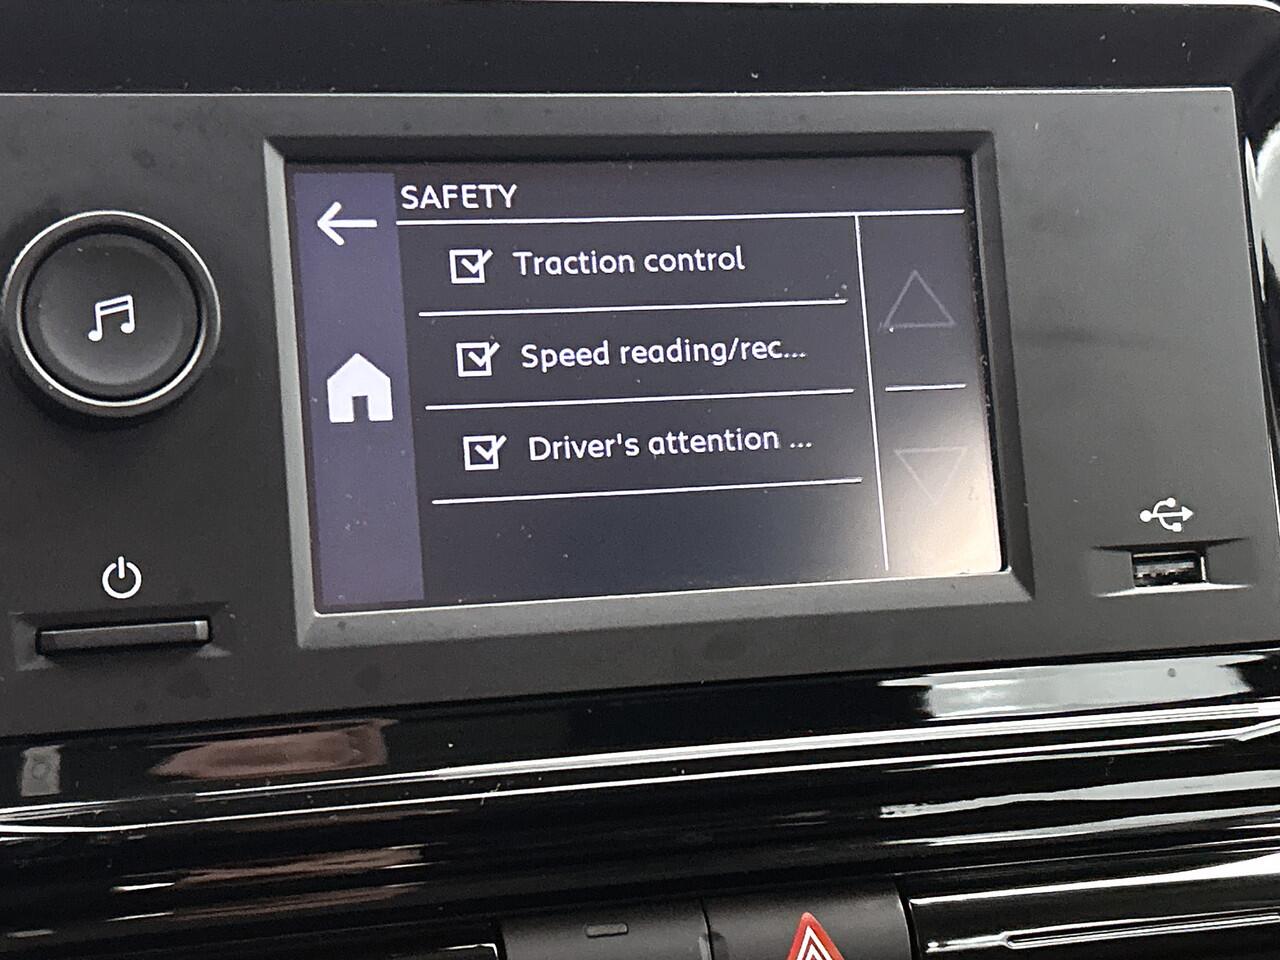 SAFETY
Traction control
Speed reading/rec...
Driver's attention ...